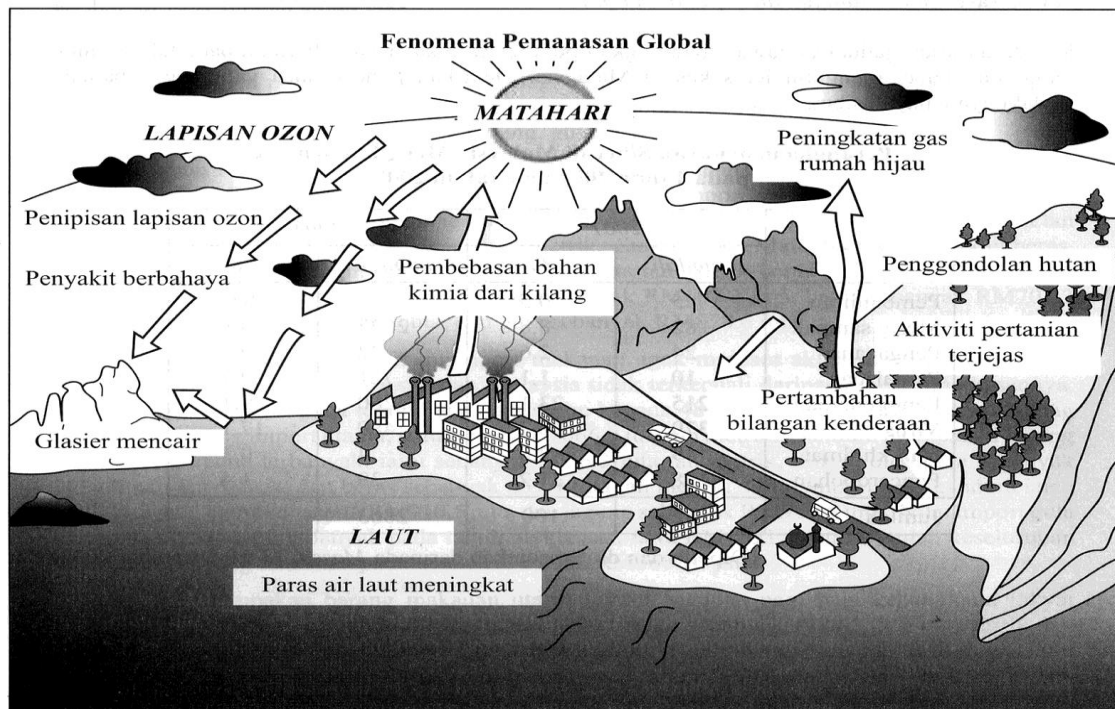 Fenomena Pemanasan Global
MATAHARI
LAPISAN OZON
Peningkatan gas
rumah hijau
Penipisan lapisan ozon
Penyakit berbahaya
Pembebasan bahan
kimia dari kilang
Penggondolan hutan
Aktiviti pertanian
terjejas
Pertambahan
bilangan kenderaan
Glasier mencair
LAUT
Paras air laut meningkat